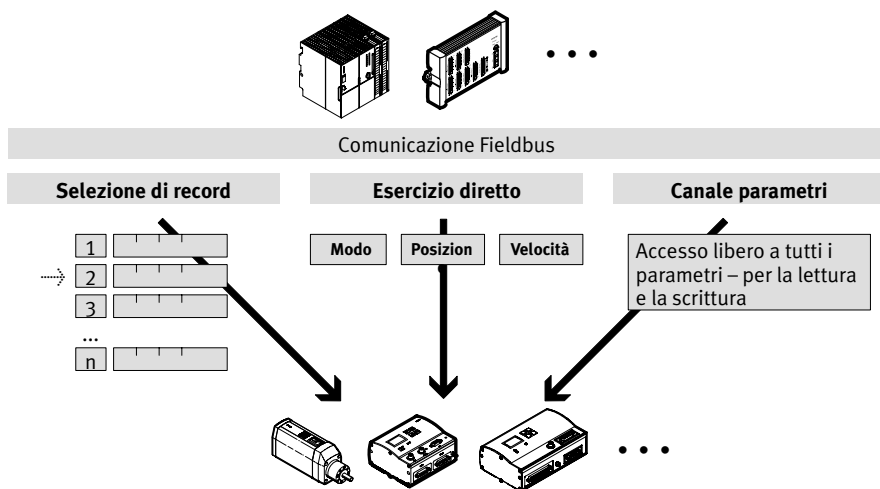 Comunicazione Fieldbus
Selezione di record
Esercizio diretto
Canale parametri
1
2
3
...
n
Modo
Posizion
Velocità
Accesso libero a tutti i
parametri – per la lettura
e la scrittura